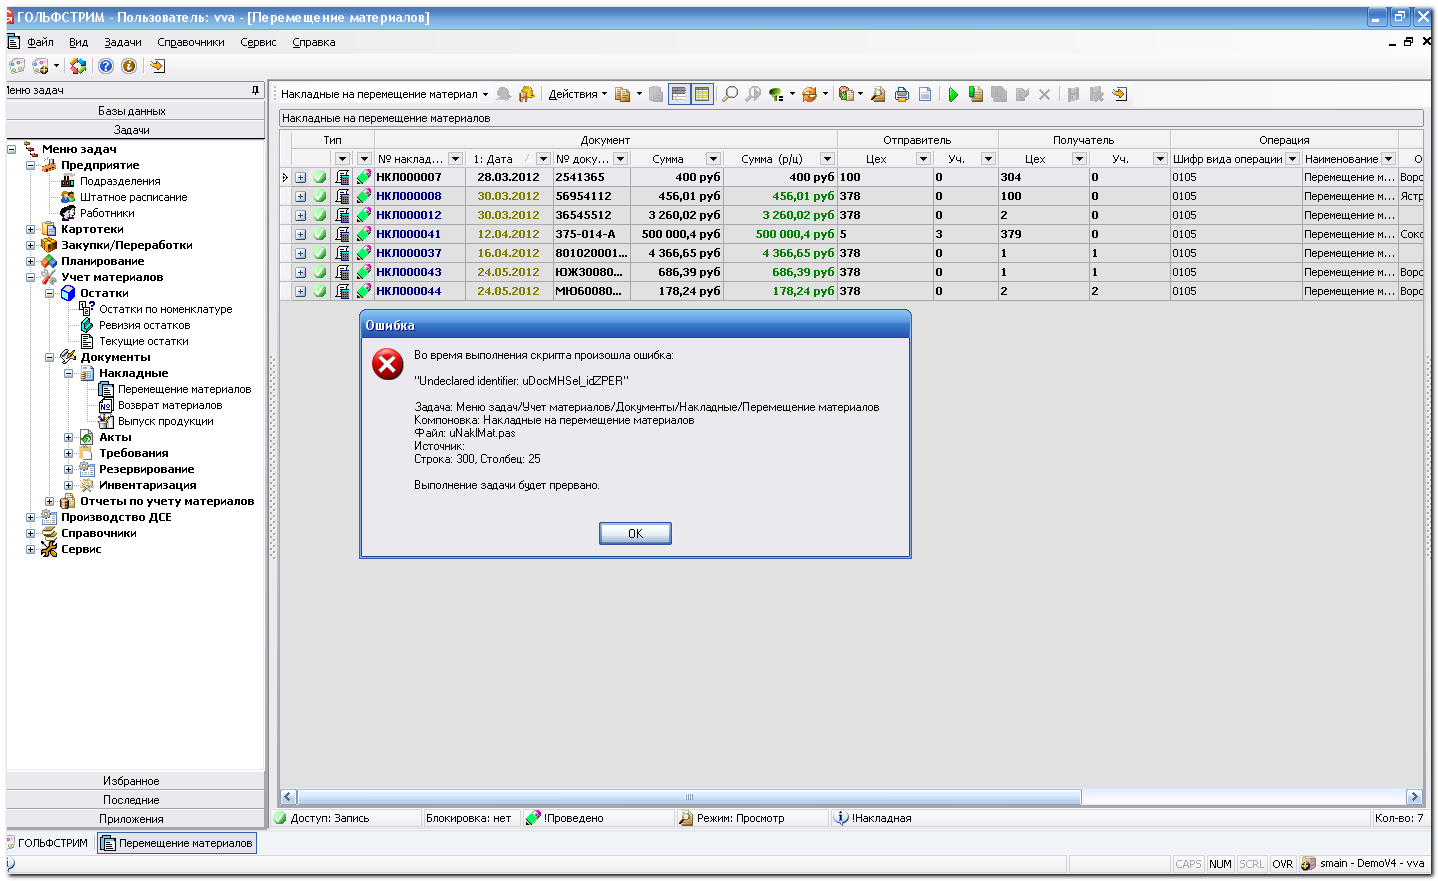 ГОЛЬФСТРИМ - Пользователь: vva - [Перемещение материалов]
Файл Вид Задачи Справочники Сервис Справка
Меню задач
Базы данных
Задачи
Меню задач
Предприятие
Подразделения
Штатное расписание
Работники
Картотеки
Закупки/Переработки
Планирование
Учет материалов
Остатки
Остатки по номенклатуре
Ревизия остатков
Текущие остатки
Документы
Накладные
Перемещение материалов
Возврат материалов
Выпуск продукции
Акты
Требования
Резервирование
Инвентаризация
Отчеты по учету материалов
Производство ДСЕ
Справочники
Сервис
Избранное
Последние
Приложения
Накладные на перемещение материал Действия
Накладные на перемещение материалов
Тип Документ Отправитель Получатель Операция
№ наклад... 1: Дата № доку... Сумма Сумма (р/ц) Цех Уч. Цех Уч. Шифр вида операции Наименование О
НКЛ000007 28.03.2012 2541365 400 руб 400 руб 100 0 304 0 0105 Перемещение м... Воро
НКЛ000008 30.03.2012 56954112 456,01 руб 456,01 руб 378 0 100 0 0105 Перемещение м... Ястр
НКЛ000012 30.03.2012 36545512 3 260,02 руб 3 260,02 руб 378 0 2 0 0105 Перемещение м...
НКЛ000041 12.04.2012 375-014-А 500 000,4 руб 500 000,4 руб 5 3 379 0 0105 Перемещение м... Соко
НКЛ000037 16.04.2012 801020001... 4 366,65 руб 4 366,65 руб 378 0 1 1 0105 Перемещение м...
НКЛ000043 24.05.2012 ЮЖ30080... 686,39 руб 686,39 руб 378 0 1 1 0105 Перемещение м... Воро
НКЛ000044 24.05.2012 МЮ60080... 178,24 руб 178,24 руб 378 0 2 2 0105 Перемещение м... Воро
Ошибка
Во время выполнения скрипта произошла ошибка:
"Undeclared identifier: uDocMHSel_idZPER"
Задача: Меню задач/Учет материалов/Документы/Накладные/Перемещение материалов
Компоновка: Накладные на перемещение материалов
Файл: uNaklMat.pas
Источник:
Строка: 300, Столбец: 25
Выполнение задачи будет прервано.
OK
Доступ: Запись Блокировка: нет !Проведено Режим: Просмотр !Накладная Кол-во: 7
ГОЛЬФСТРИМ Перемещение материалов
CAPS NUM SCRL OVR smain - DemoV4 - vva